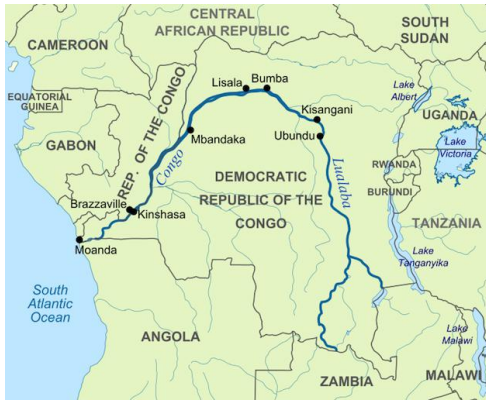 CENTRAL
AFRICAN REPUBLIC
SOUTH
SUDAN
CAMEROON
Lisala
Bumba
Lake
Albert
EQUATORIAL
GUINEA
REP. OF THE CONGO
Kisangani
UGANDA
GABON
Mbandaka
Ubundu
Lake
Victoria
Congo
Lualaba
RWANDA
DEMOCRATIC
REPUBLIC OF THE
CONGO
BURUNDI
Brazzaville
Kinshasa
TANZANIA
Moanda
Lake
Tanganyika
South
Atlantic
Ocean
ANGOLA
Lake
Malawi
ZAMBIA
MALAWI